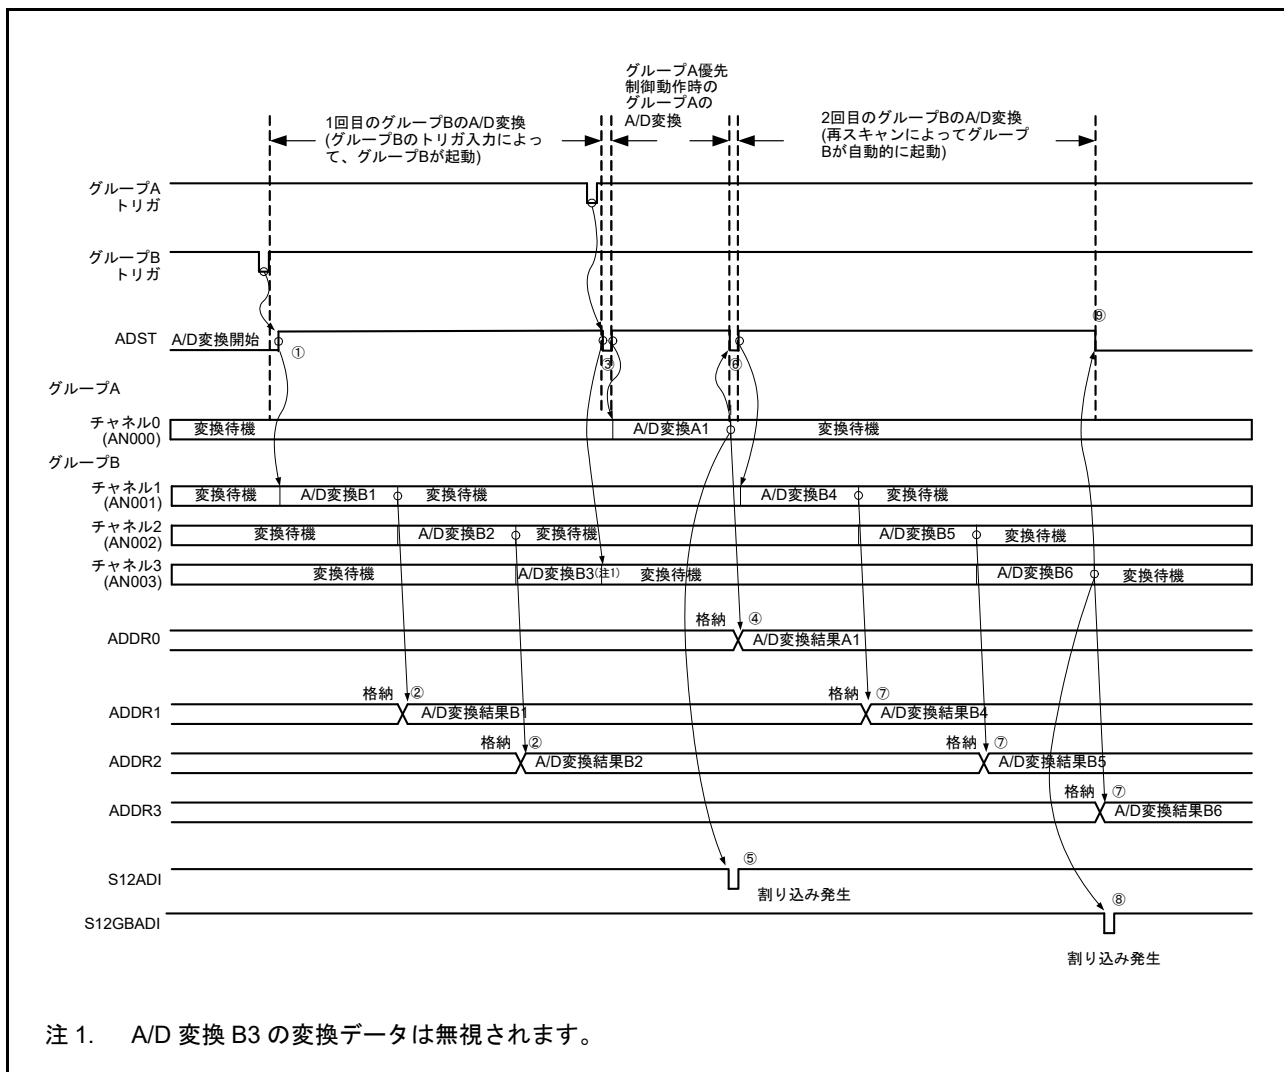 グループA優先
制御動作時の
グループAの
A/D変換
1回目のグループBのA/D変換
(グループBのトリガ入力によっ
て、グループBが起動)
2回目のグループBのA/D変換
(再スキャンによってグループ
Bが自動的に起動)
グループA
トリガ
グループB
トリガ
ADST A/D変換開始 ① ③ ⑥ ⑨
グループA
チャネル0
(AN000)
変換待機 A/D変換A1 変換待機
グループB
チャネル1
(AN001)
変換待機 A/D変換B1 変換待機 A/D変換B4 変換待機
チャネル2
(AN002)
変換待機 A/D変換B2 変換待機 A/D変換B5 変換待機
チャネル3
(AN003)
変換待機 A/D変換B3(注1) 変換待機 A/D変換B6 変換待機
格納 ④
ADDR0 A/D変換結果A1
格納 ② 格納 ⑦
ADDR1 A/D変換結果B1 A/D変換結果B4
格納 ② 格納 ⑦
ADDR2 A/D変換結果B2 A/D変換結果B5
格納 ⑦
ADDR3 A/D変換結果B6
S12ADI ⑤
割り込み発生
S12GBADI ⑧
割り込み発生
注 1. A/D 変換 B3 の変換データは無視されます。